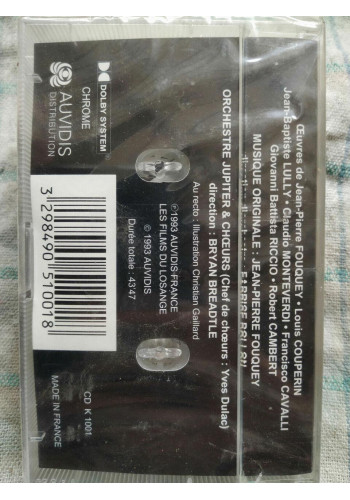 Œuvres de Jean-Pierre FOUQUEY • Louis COUPERIN
Jean-Baptiste LULLY • Claudio MONTEVERDI • Francisco CAVALLI
Giovanni Battista RICCIO • Robert CAMBERT
MUSIQUE ORIGINALE : JEAN-PIERRE FOUQUEY
ORCHESTRE JUPITER & CHŒURS (Chef de chœurs : Yves Dulac)
direction : BRYAN BREADTLE
Au recto : Illustration Christian Gaillard
℗1993 AUVIDIS-FRANCE
LES FILMS DU LOSANGE
© 1993 AUVIDIS
Durée totale : 43'47
DOLBY SYSTEM
CHROME
AUVIDIS
DISTRIBUTION
3 298490 510018
CD K 1001
MADE IN FRANCE